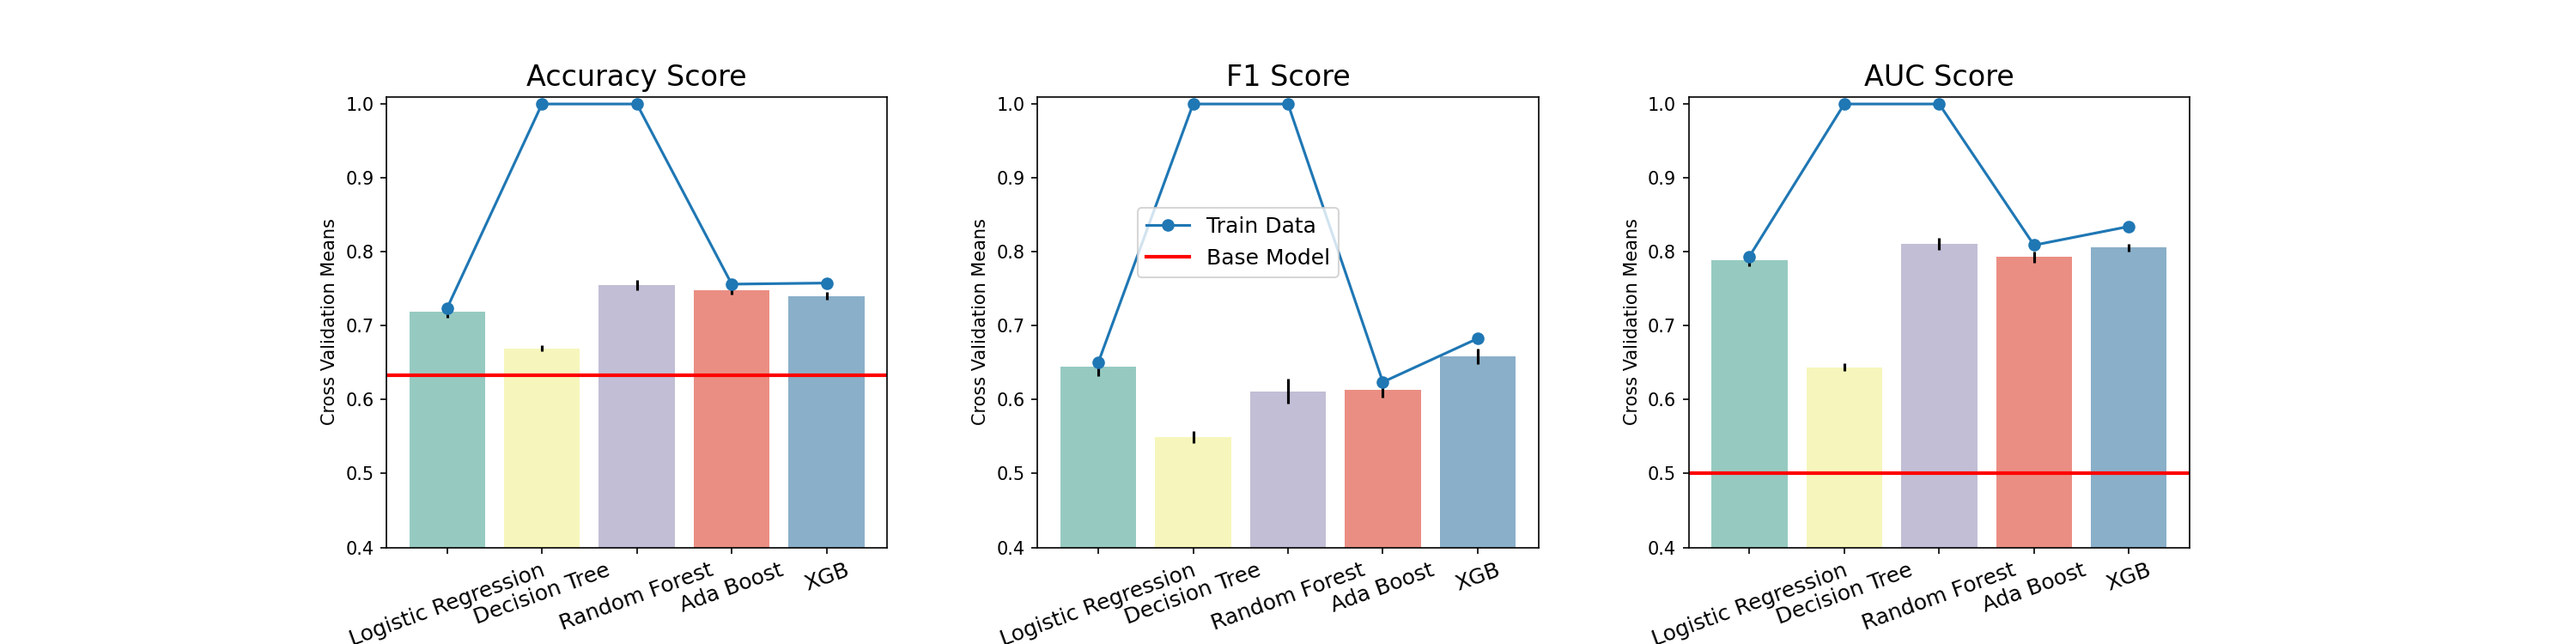 Accuracy Score
Cross Validation Means
1.0
0.9
0.8
0.7
0.6
0.5
0.4
Logistic Regression
Decision Tree
Random Forest
Ada Boost
XGB
F1 Score
Cross Validation Means
1.0
0.9
0.8
0.7
0.6
0.5
0.4
Train Data
Base Model
Logistic Regression
Decision Tree
Random Forest
Ada Boost
XGB
AUC Score
Cross Validation Means
1.0
0.9
0.8
0.7
0.6
0.5
0.4
Logistic Regression
Decision Tree
Random Forest
Ada Boost
XGB